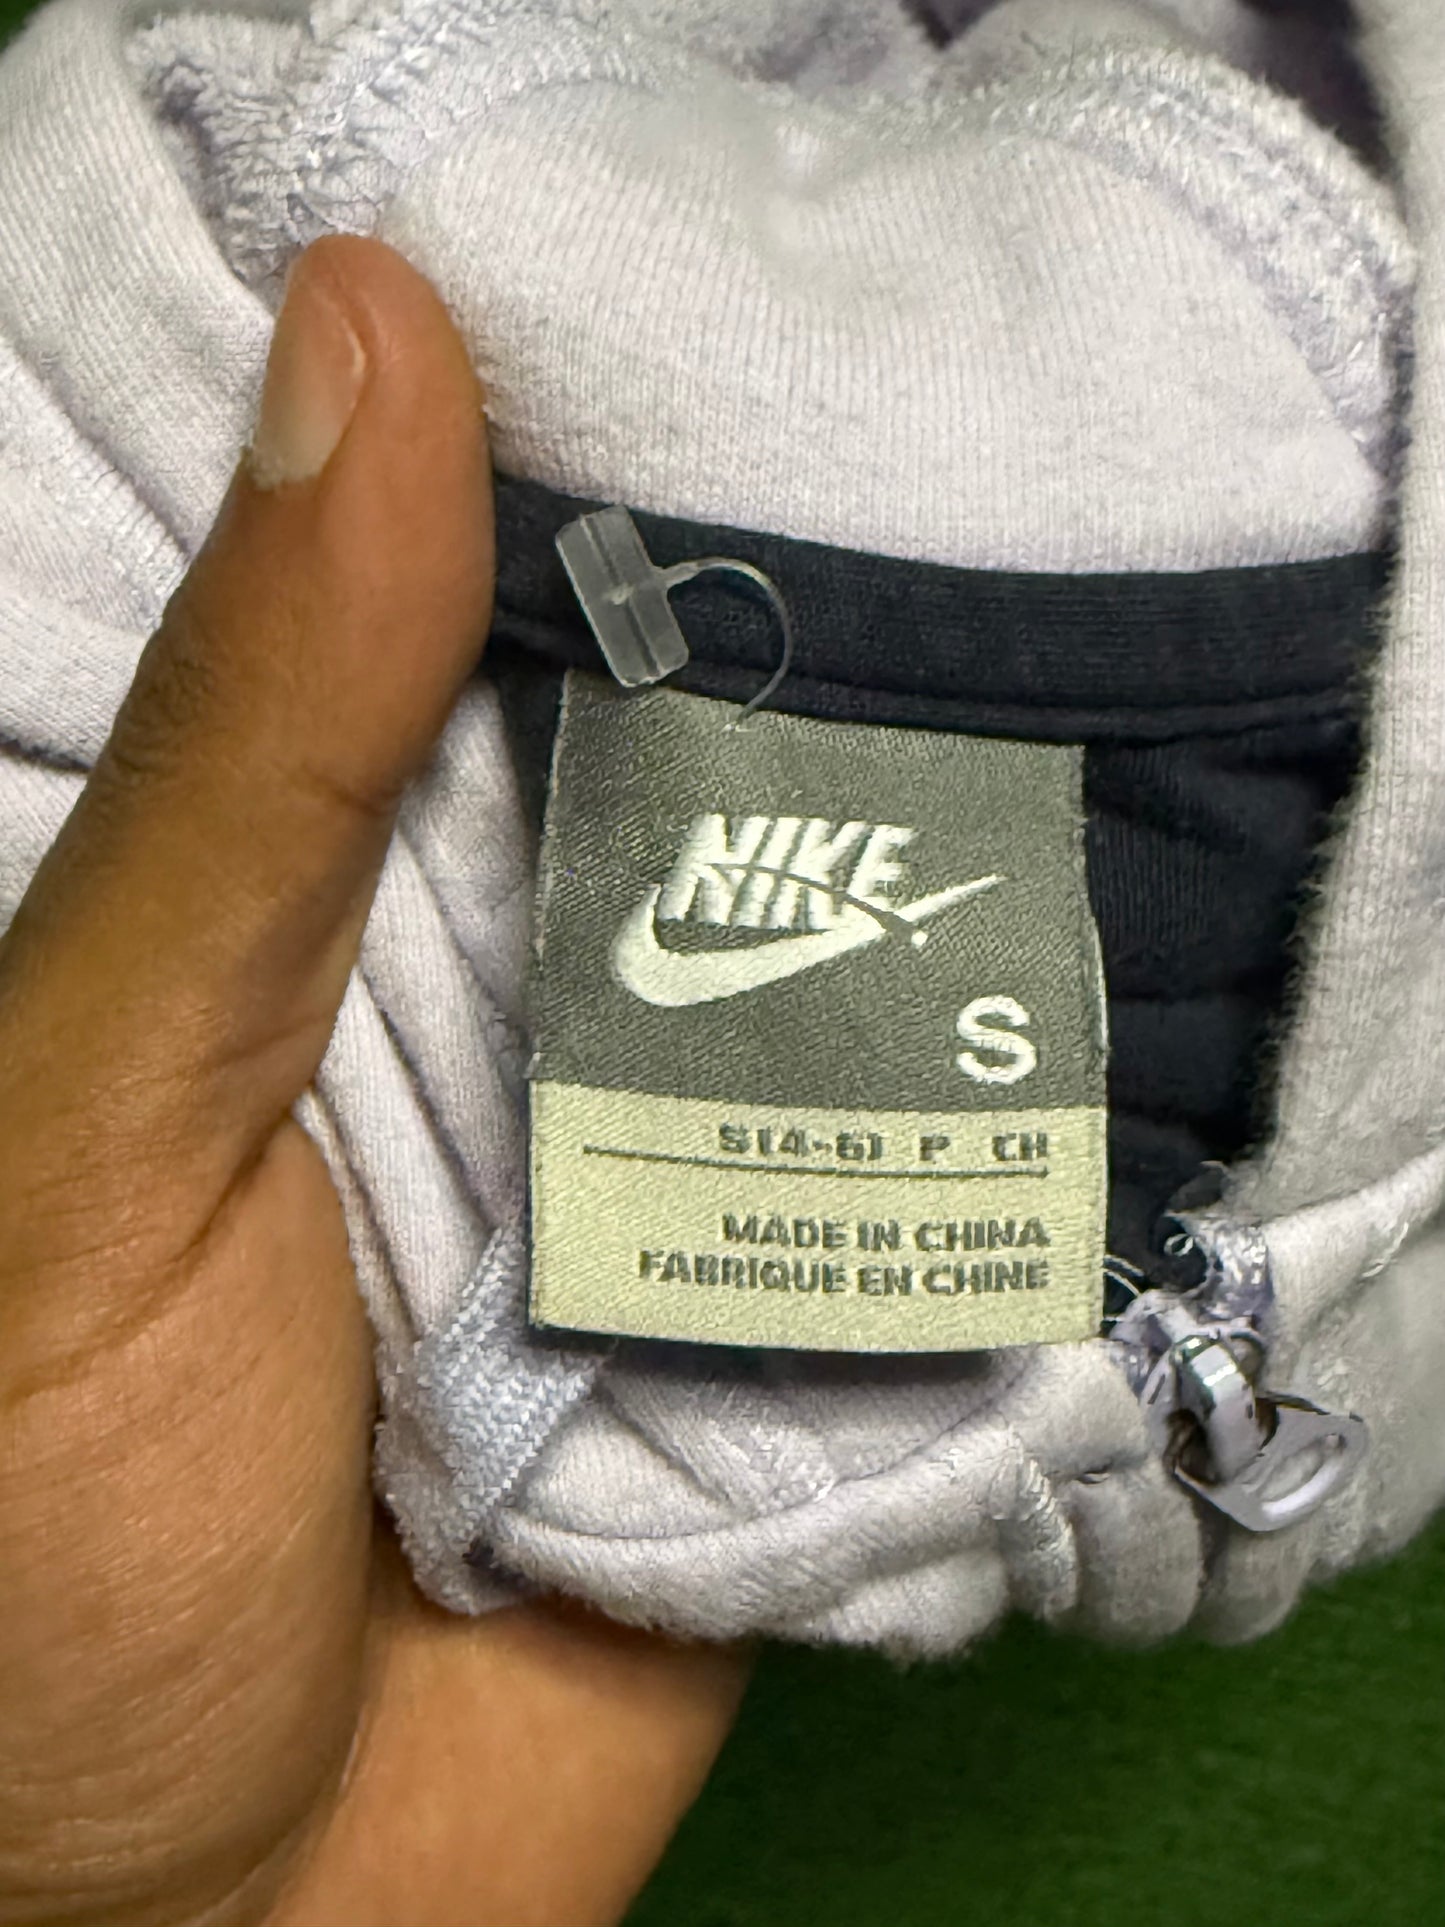 NIKE
S
S(4-6) P CH
MADE IN CHINA
FABRIQUE EN CHINE